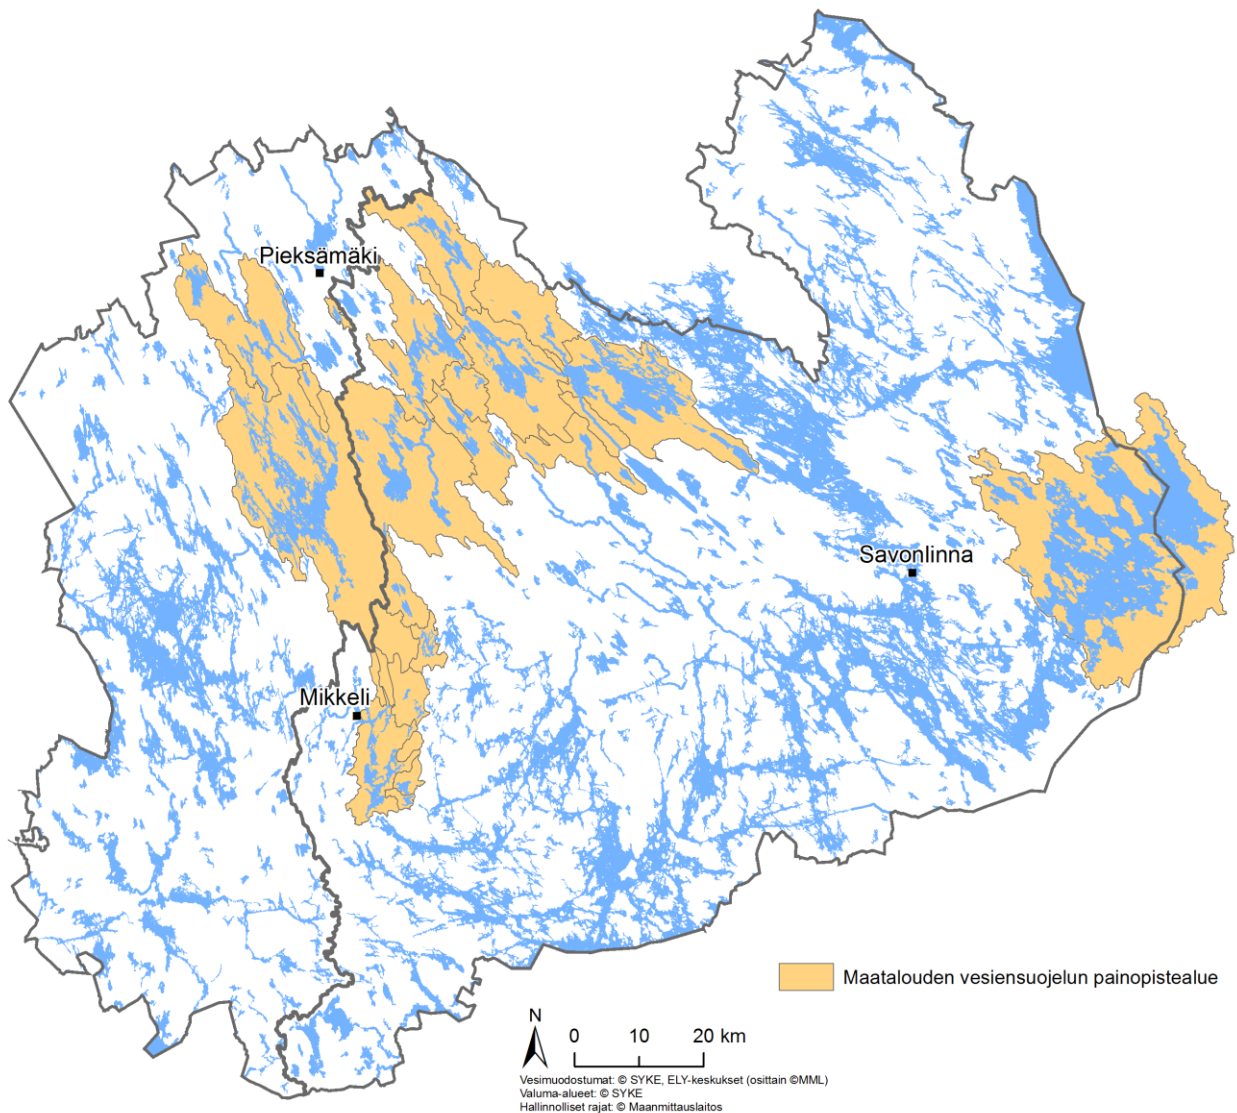 Pieksämäki
Savonlinna
Mikkeli
Maatalouden vesiensuojelun painopistealue
N
0 10 20 km
Vesimuodostumat: © SYKE, ELY-keskukset (osittain ©MML)
Valuma-alueet: © SYKE
Hallinnolliset rajat: © Maanmittauslaitos